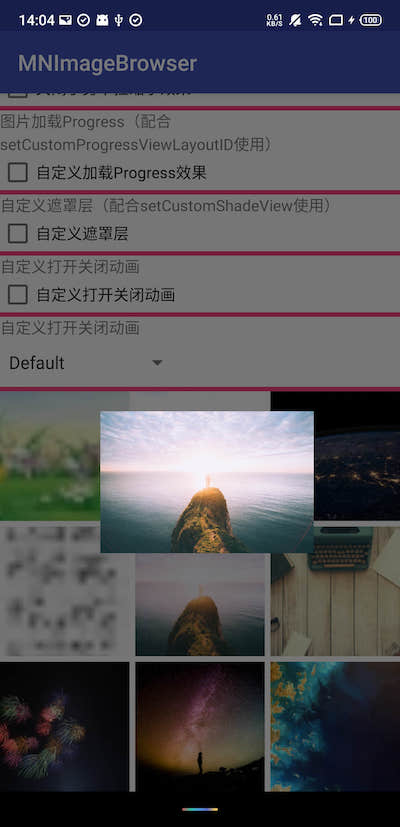 14:04
0.61
KB/S
100
MNImageBrowser
图片加载Progress（配合
setCustomProgressViewLayoutID使用）
自定义加载Progress效果
自定义遮罩层（配合setCustomShadeView使用）
自定义遮罩层
自定义打开关闭动画
自定义打开关闭动画
自定义打开关闭动画
Default